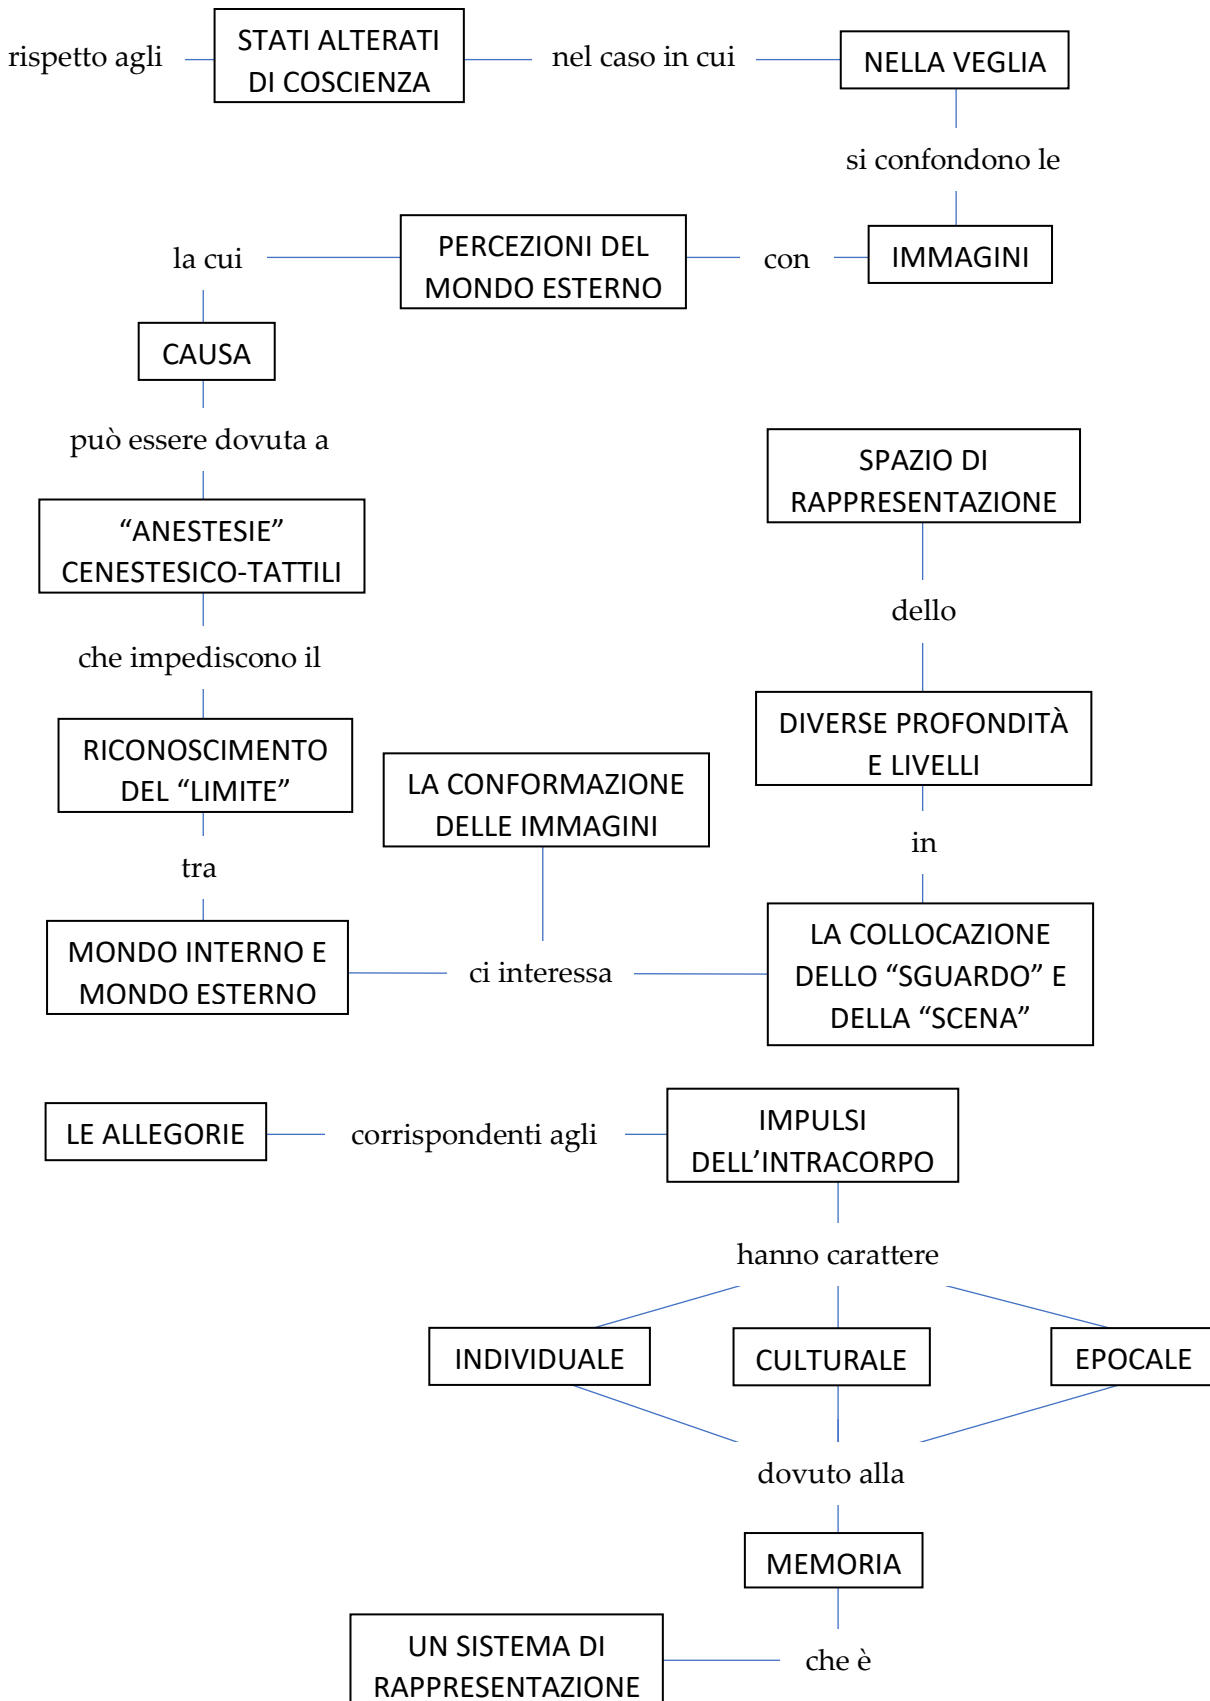 rispetto agli
STATI ALTERATI
DI COSCIENZA
nel caso in cui
NELLA VEGLIA
si confondono le
IMMAGINI
con
PERCEZIONI DEL
MONDO ESTERNO
la cui
CAUSA
può essere dovuta a
“ANESTESIE”
CENESTESICO-TATTILI
che impediscono il
RICONOSCIMENTO
DEL “LIMITE”
tra
MONDO INTERNO E
MONDO ESTERNO
ci interessa
LA CONFORMAZIONE
DELLE IMMAGINI
LA COLLOCAZIONE
DELLO “SGUARDO” E
DELLA “SCENA”
in
DIVERSE PROFONDITÀ
E LIVELLI
dello
SPAZIO DI
RAPPRESENTAZIONE
LE ALLEGORIE
corrispondenti agli
IMPULSI
DELL’INTRACORPO
hanno carattere
INDIVIDUALE
CULTURALE
EPOCALE
dovuto alla
MEMORIA
che è
UN SISTEMA DI
RAPPRESENTAZIONE